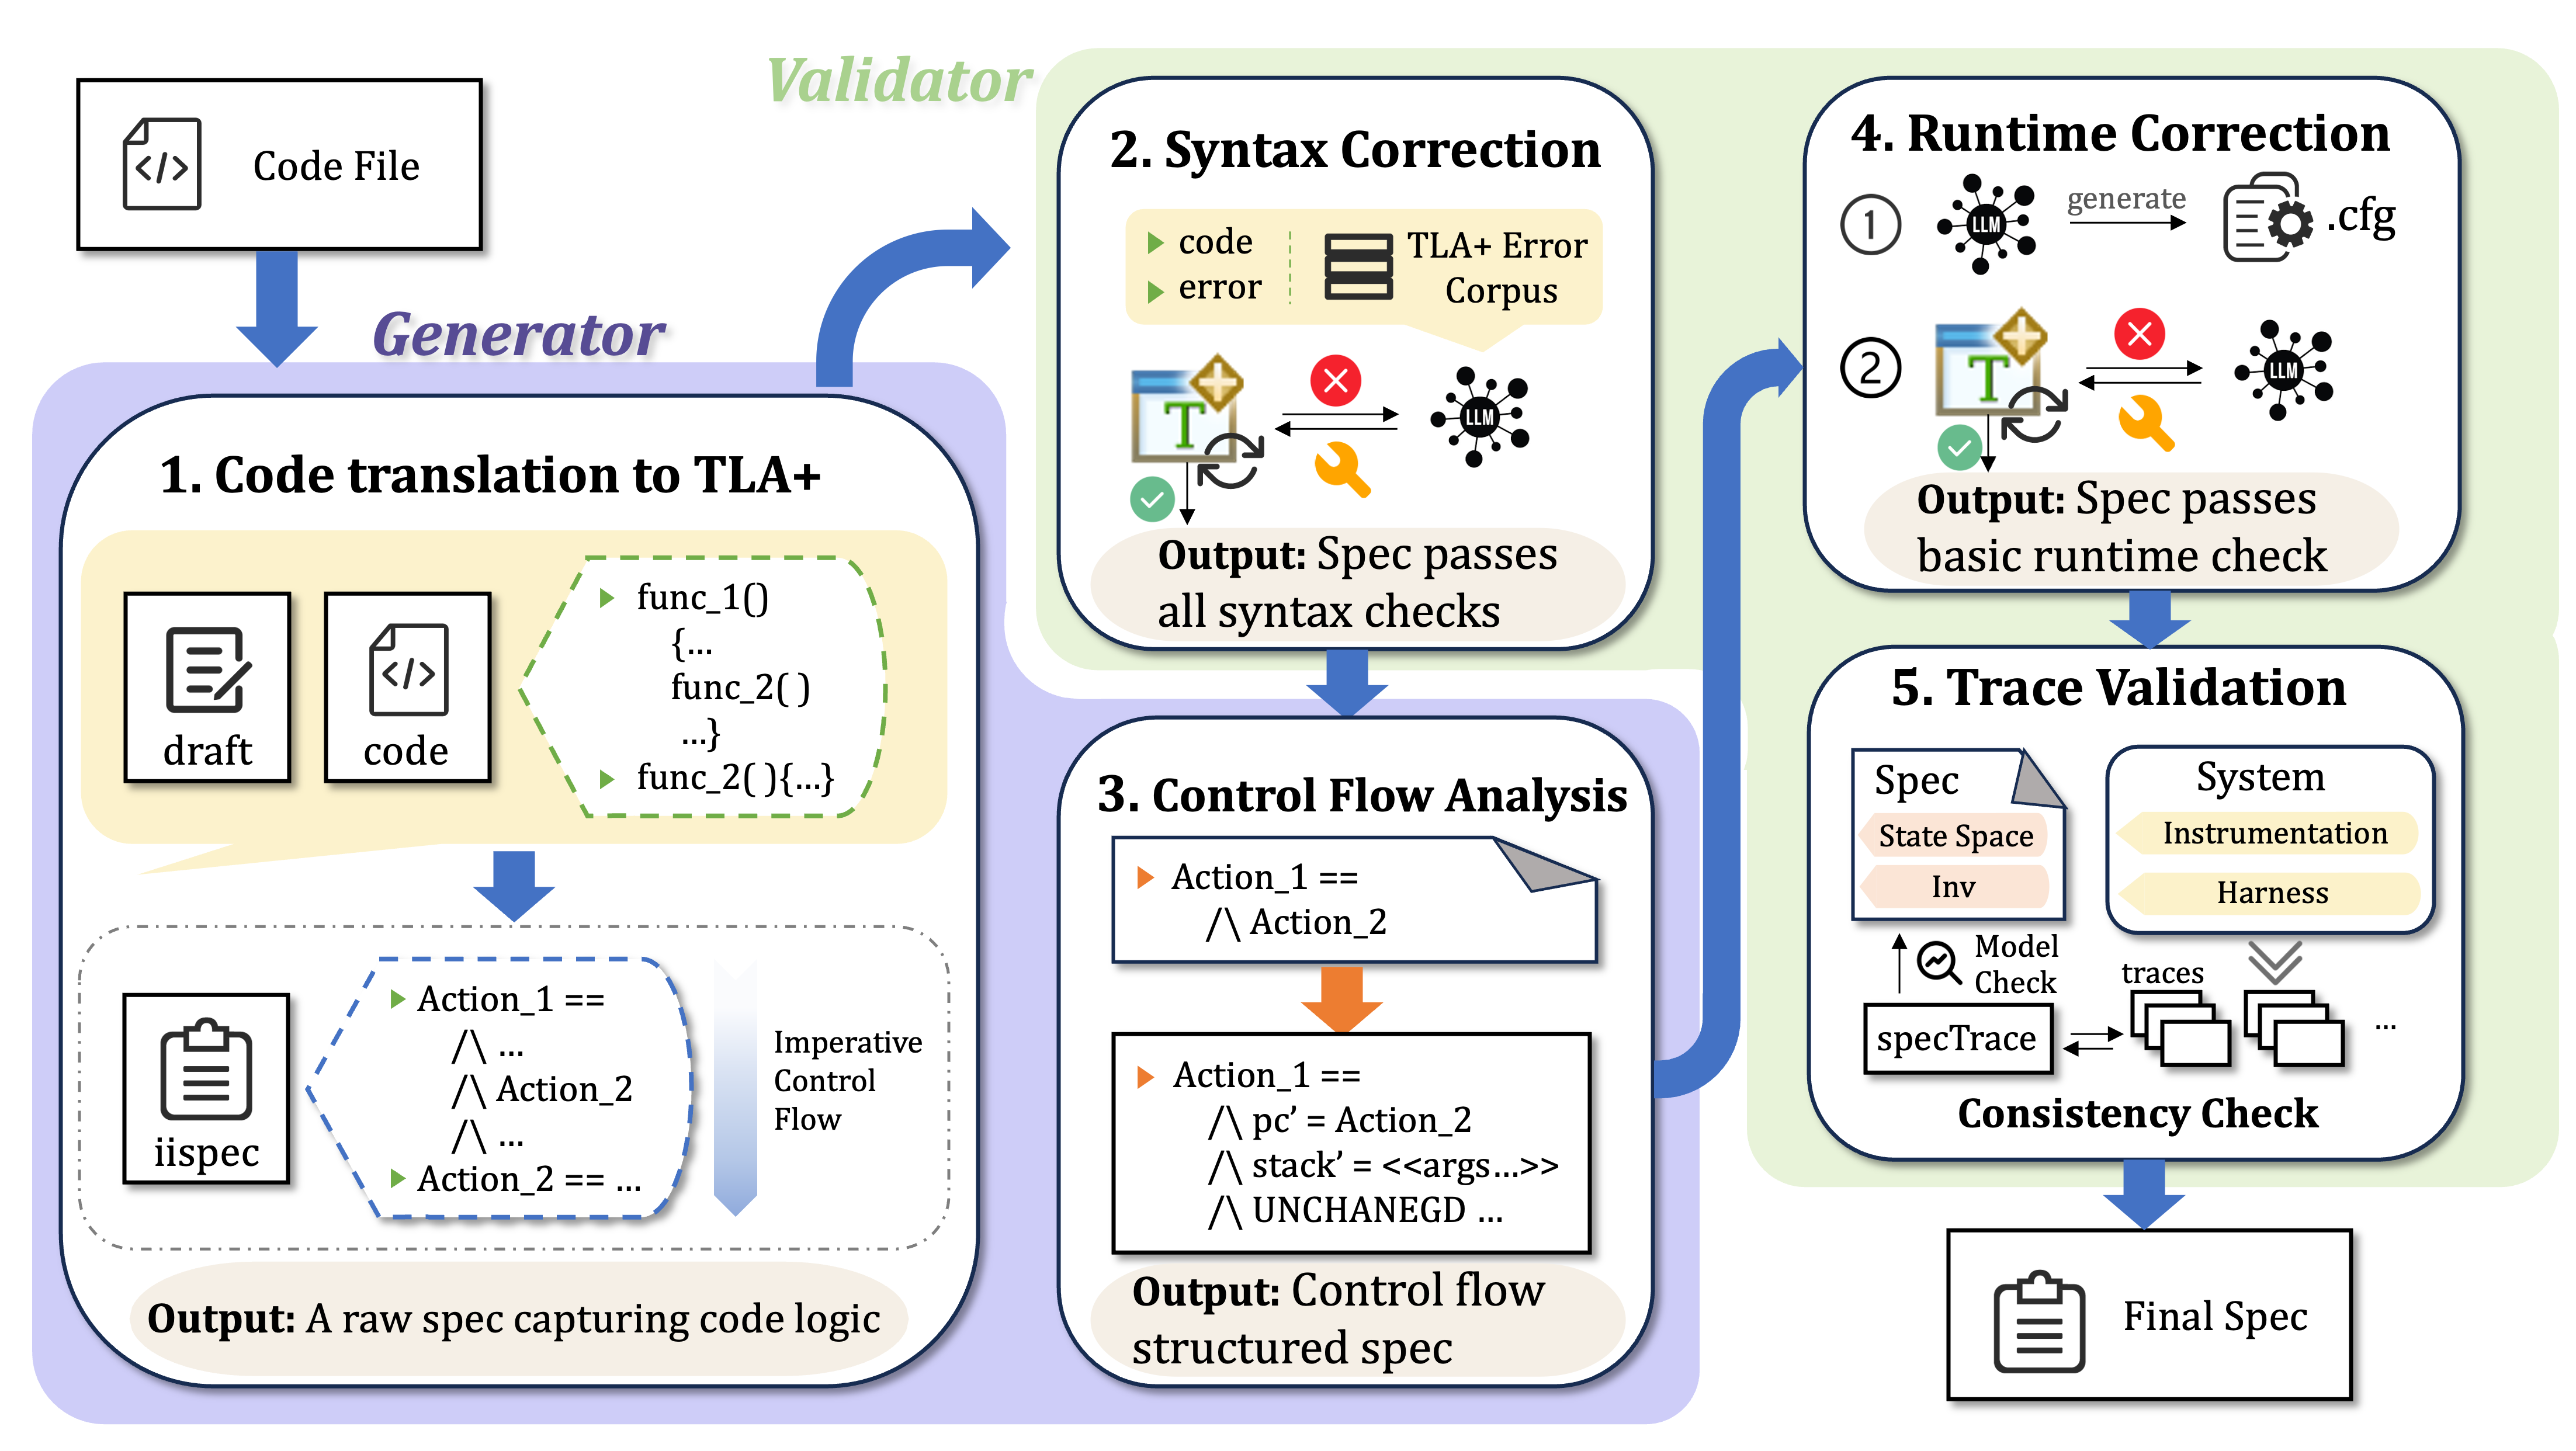 Code File
Generator
1. Code translation to TLA+
draft
code
func_1()
{...
func_2( )
...}
func_2( ){...}
iispec
Action_1 ==
/\ ...
/\ Action_2
/\ ...
Action_2 == ...
Imperative
Control
Flow
Output: A raw spec capturing code logic
Validator
2. Syntax Correction
code
error
TLA+ Error
Corpus
T
LLM
Output: Spec passes
all syntax checks
3. Control Flow Analysis
Action_1 ==
/\ Action_2
Action_1 ==
/\ pc’ = Action_2
/\ stack’ = <<args...>>
/\ UNCHANEGD ...
Output: Control flow
structured spec
4. Runtime Correction
1
LLM
generate
.cfg
2
T
LLM
Output: Spec passes
basic runtime check
5. Trace Validation
Spec
State Space
Inv
System
Instrumentation
Harness
Model
Check
traces
specTrace
...
Consistency Check
Final Spec